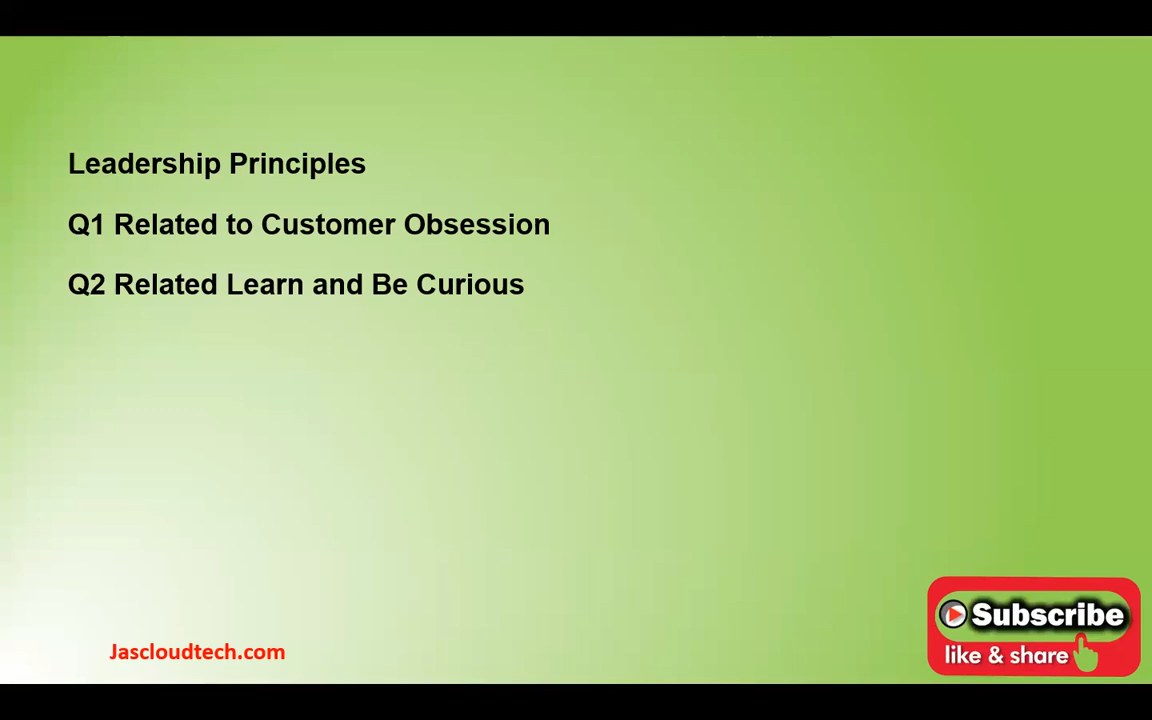 Leadership Principles
Q1 Related to Customer Obsession
Q2 Related Learn and Be Curious
Jascloudtech.com
Subscribe
like & share